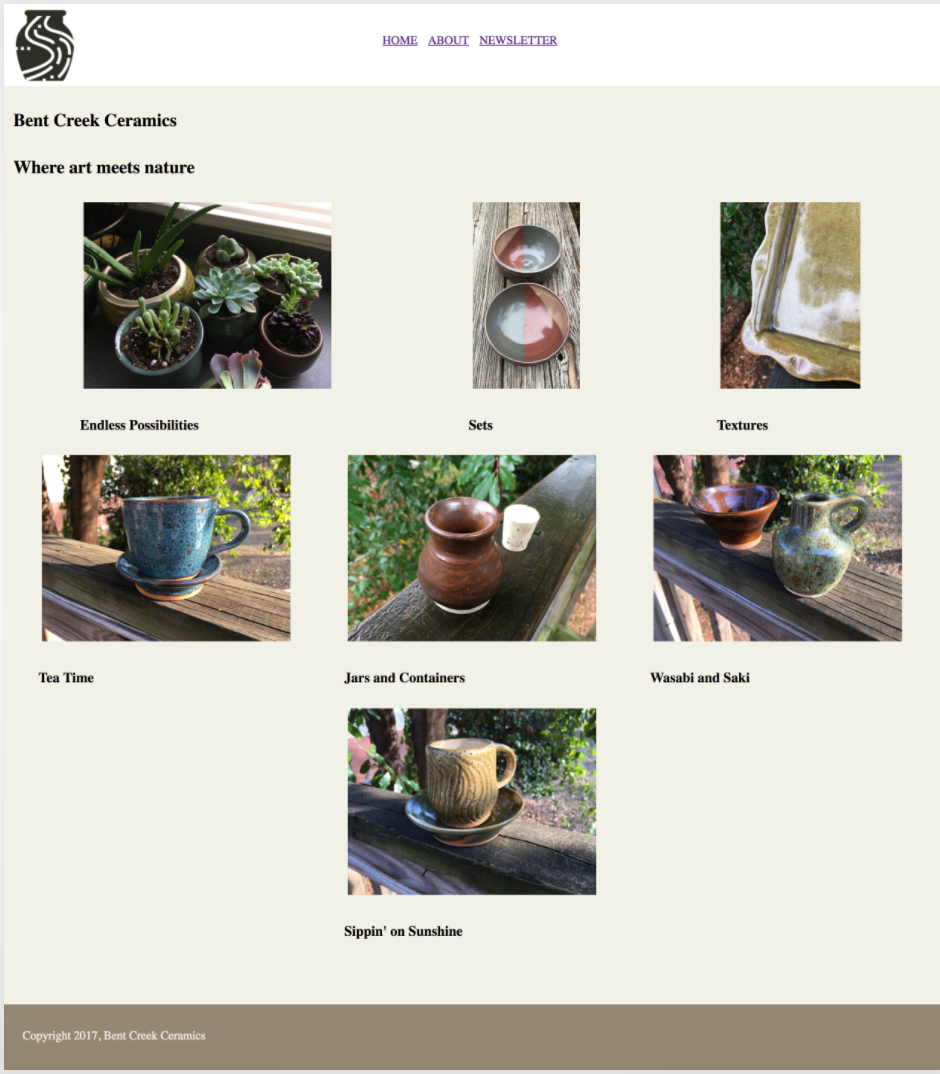 HOME ABOUT NEWSLETTER
Bent Creek Ceramics
Where art meets nature
Endless Possibilities
Sets
Textures
Tea Time
Jars and Containers
Wasabi and Saki
Sippin' on Sunshine
Copyright 2017, Bent Creek Ceramics